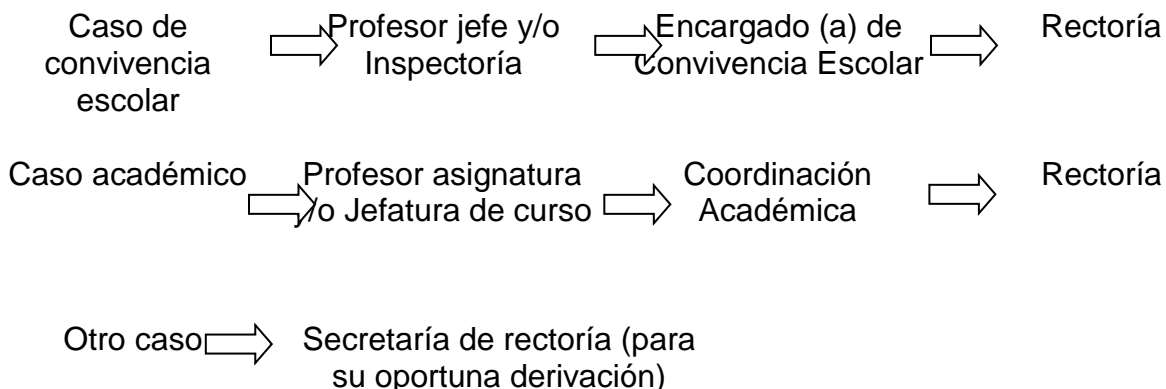 Caso de convivencia escolar
Profesor jefe y/o Inspectoría
Encargado (a) de Convivencia Escolar
Rectoría
Caso académico
Profesor asignatura y/o Jefatura de curso
Coordinación Académica
Rectoría
Otro caso
Secretaría de rectoría (para su oportuna derivación)